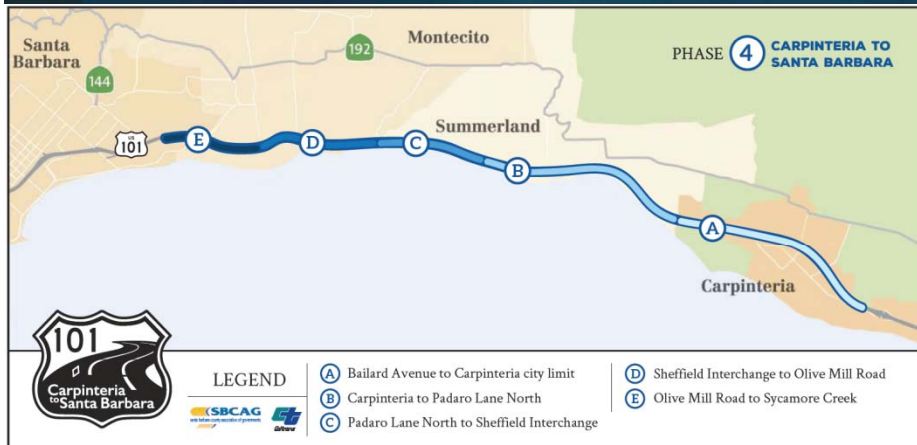 Santa
Barbara
144
192
Montecito
PHASE 4 CARPINTERIA TO
SANTA BARBARA
US
101
E
D
C
Summerland
B
A
Carpinteria
101
Carpinteria
to Santa Barbara
LEGEND
SBCAG
Caltrans
A Bailard Avenue to Carpinteria city limit
B Carpinteria to Padaro Lane North
C Padaro Lane North to Sheffield Interchange
D Sheffield Interchange to Olive Mill Road
E Olive Mill Road to Sycamore Creek